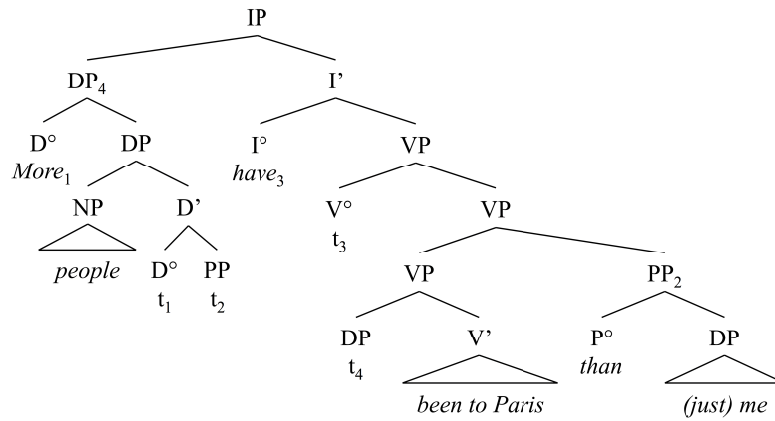 IP
DP₄ I’
D° DP I° VP
More₁ have₃
NP D’ V° VP
people D° PP t₃ VP PP₂
t₁ t₂
DP V’ P° DP
t₄ than
been to Paris (just) me